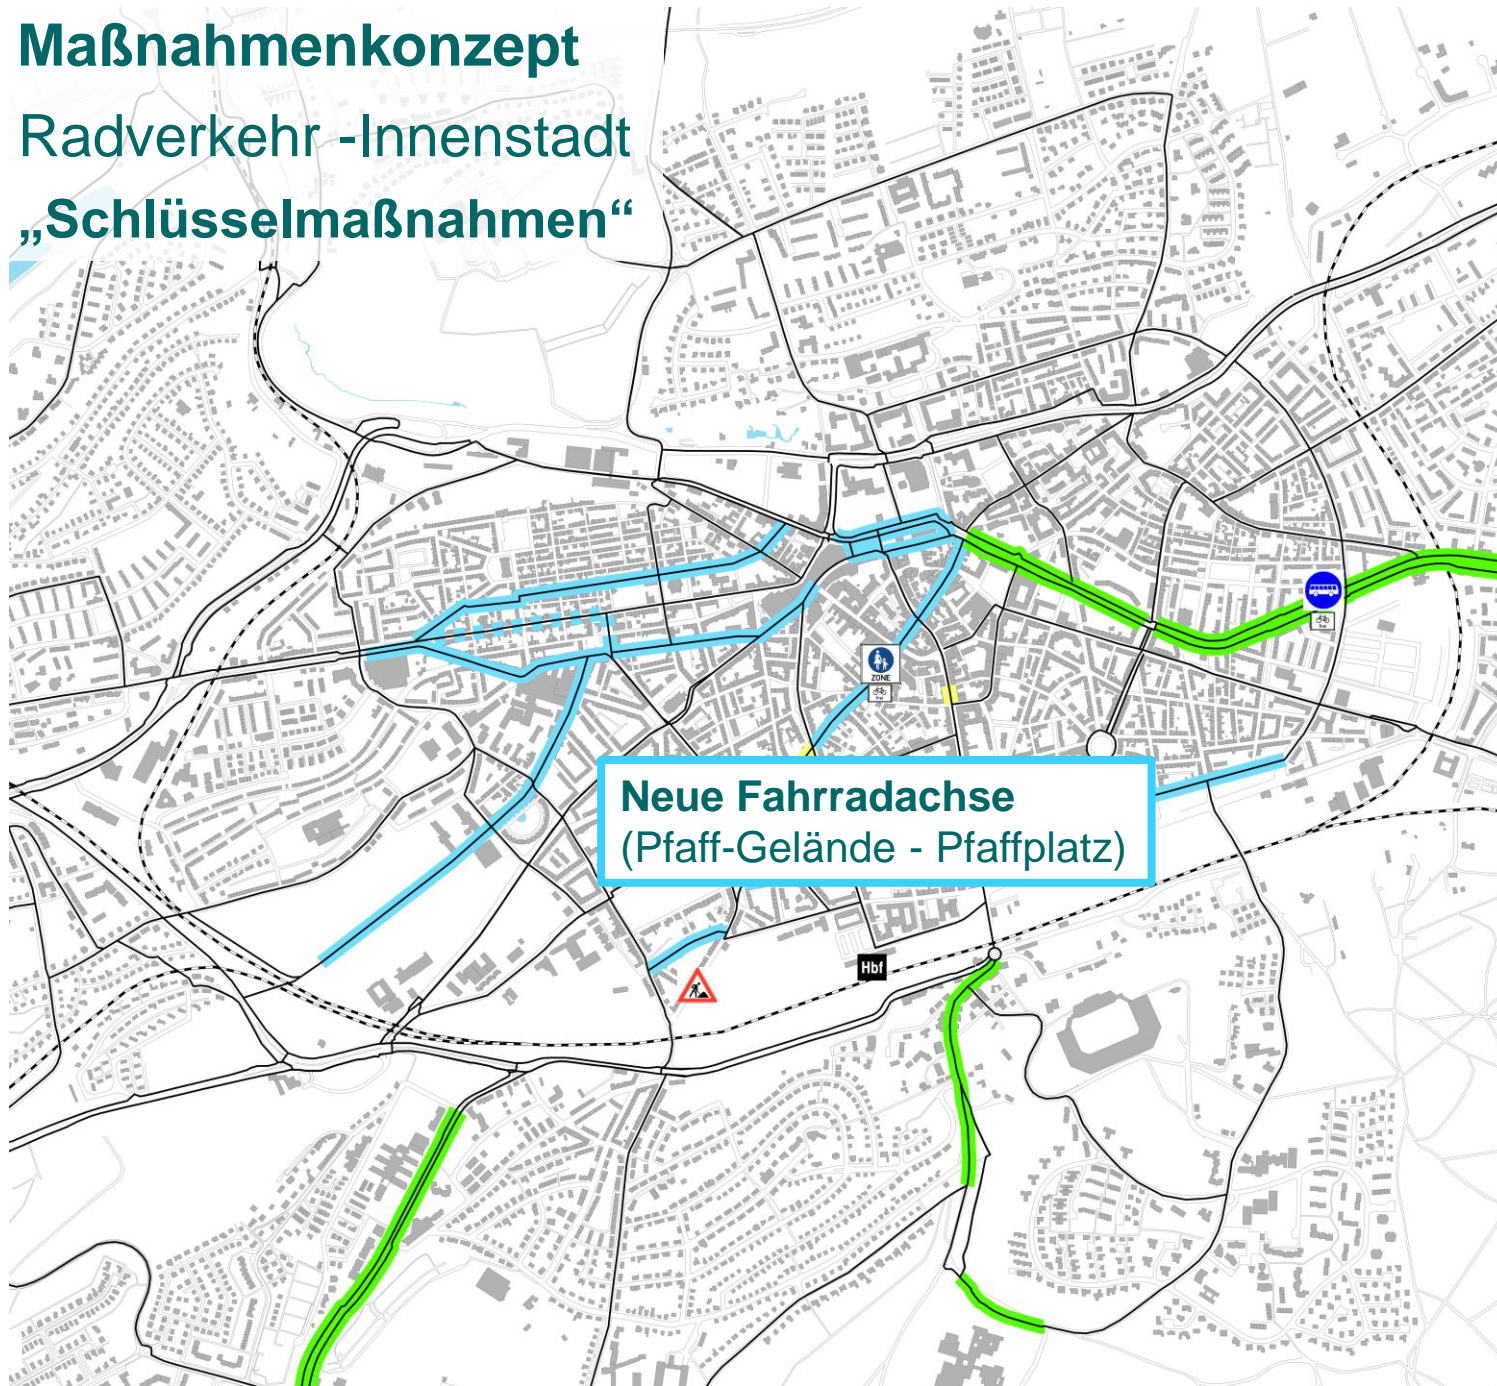 Maßnahmenkonzept
Radverkehr -Innenstadt
„Schlüsselmaßnahmen“
frei
ZONE
frei
Neue Fahrradachse
(Pfaff-Gelände - Pfaffplatz)
Hbf